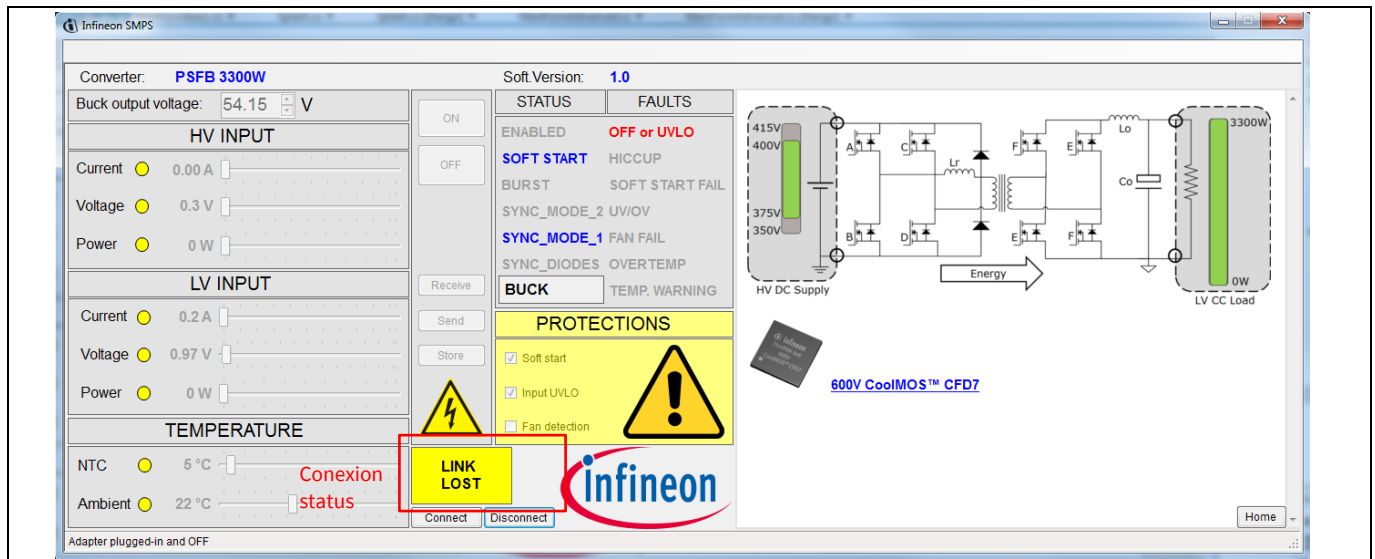 Infineon SMPS
Converter: PSFB 3300W Soft.Version: 1.0
Buck output voltage: 54.15 V
HV INPUT
Current 0.00 A
Voltage 0.3 V
Power 0 W
LV INPUT
Current 0.2 A
Voltage 0.97 V
Power 0 W
TEMPERATURE
NTC 5 °C
Ambient 22 °C
Conexion
status
ON
OFF
Receive
Send
Store
LINK
LOST
Connect Disconnect
STATUS FAULTS
ENABLED OFF or UVLO
SOFT START HICCUP
BURST SOFT START FAIL
SYNC_MODE_2 UV/OV
SYNC_MODE_1 FAN FAIL
SYNC_DIODES OVERTEMP
BUCK TEMP. WARNING
PROTECTIONS
Soft start
Input UVLO
Fan detection
infineon
415V
400V
375V
350V
HV DC Supply
A C Lr F E Lo
Co
B D E F
Energy
3300W
0W
LV CC Load
600V CoolMOS™ CFD7
Home
Adapter plugged-in and OFF